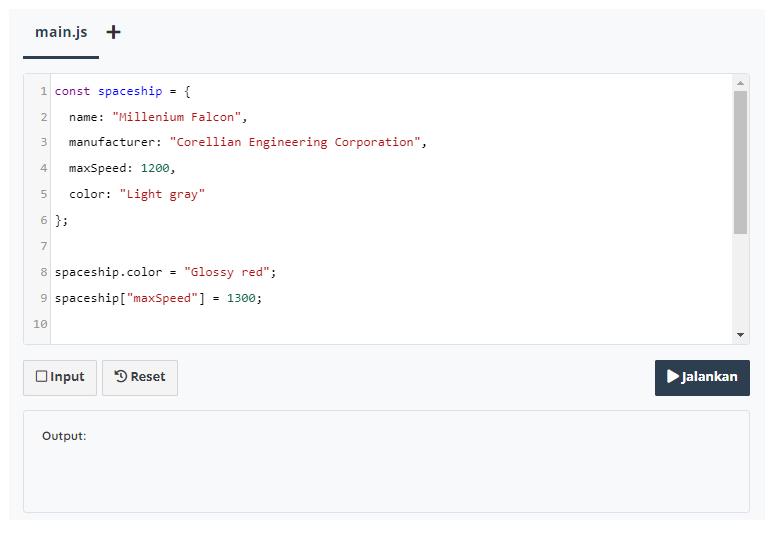 main.js +
1 const spaceship = {
2   name: "Millenium Falcon",
3   manufacturer: "Corellian Engineering Corporation",
4   maxSpeed: 1200,
5   color: "Light gray"
6 };
7
8 spaceship.color = "Glossy red";
9 spaceship["maxSpeed"] = 1300;
10
Input Reset Jalankan
Output: